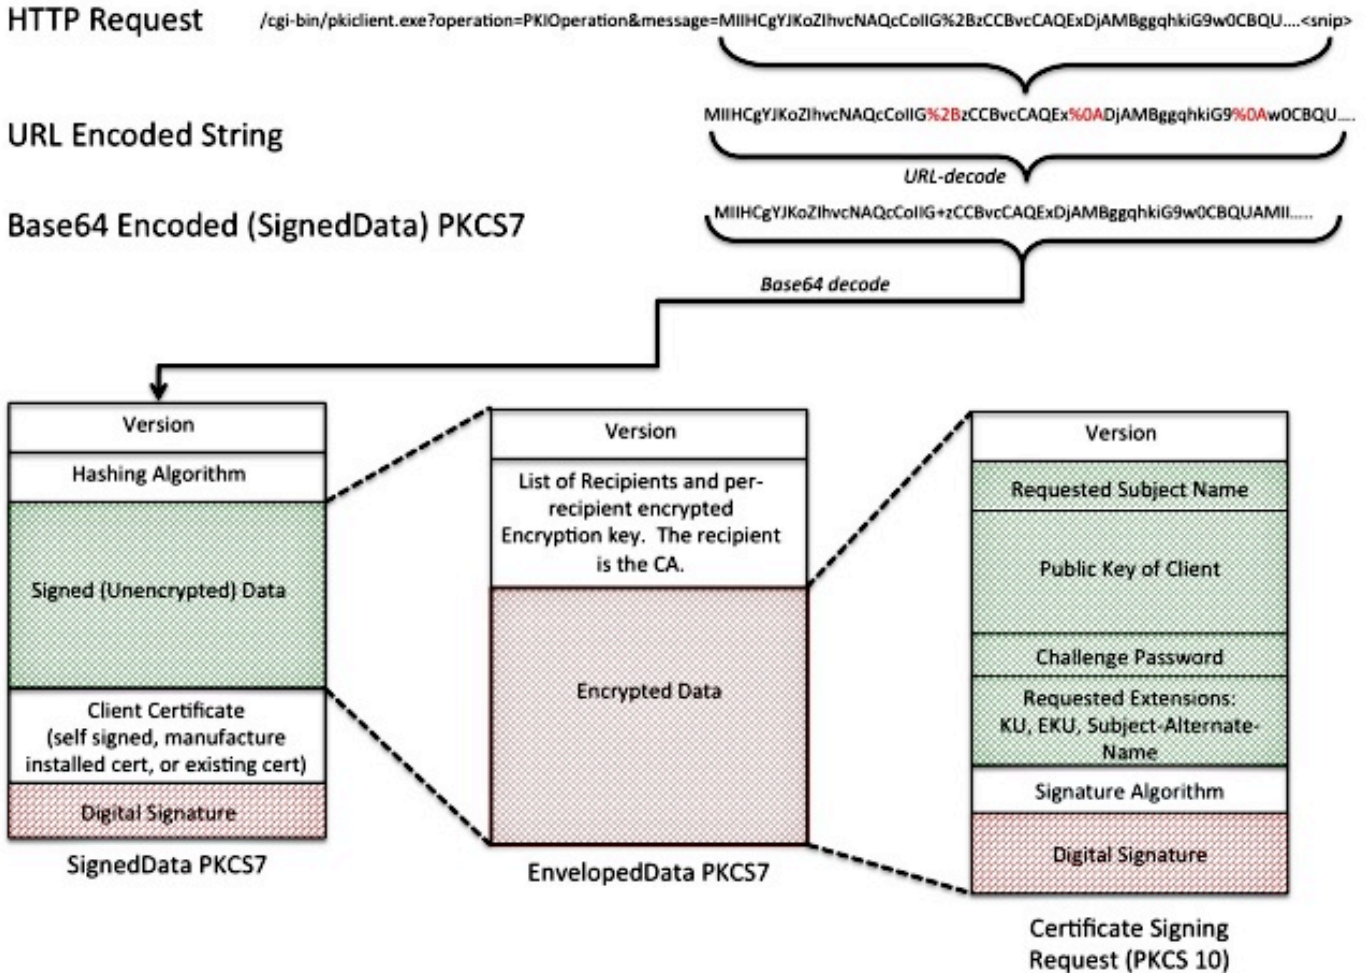 HTTP Request
/cgi-bin/pkiclient.exe?operation=PKIOperation&message=MIIHCgYJKoZIhvcNAQcCoIIG%2BzCCBvcCAQExDjAMBggqhkiG9w0CBQU....<snip>
MIIHCgYJKoZIhvcNAQcCoIIG%2BzCCBvcCAQEx%0ADjAMBggqhkiG9%0Aw0CBQU....
URL Encoded String
URL-decode
Base64 Encoded (SignedData) PKCS7
MIIHCgYJKoZIhvcNAQcCoIIG+zCCBvcCAQExDjAMBggqhkiG9w0CBQUAMII.....
Base64 decode
Version
Hashing Algorithm
Signed (Unencrypted) Data
Client Certificate
(self signed, manufacture
installed cert, or existing cert)
Digital Signature
SignedData PKCS7
Version
List of Recipients and per-
recipient encrypted
Encryption key. The recipient
is the CA.
Encrypted Data
EnvelopedData PKCS7
Version
Requested Subject Name
Public Key of Client
Challenge Password
Requested Extensions:
KU, EKU, Subject-Alternate-
Name
Signature Algorithm
Digital Signature
Certificate Signing
Request (PKCS 10)